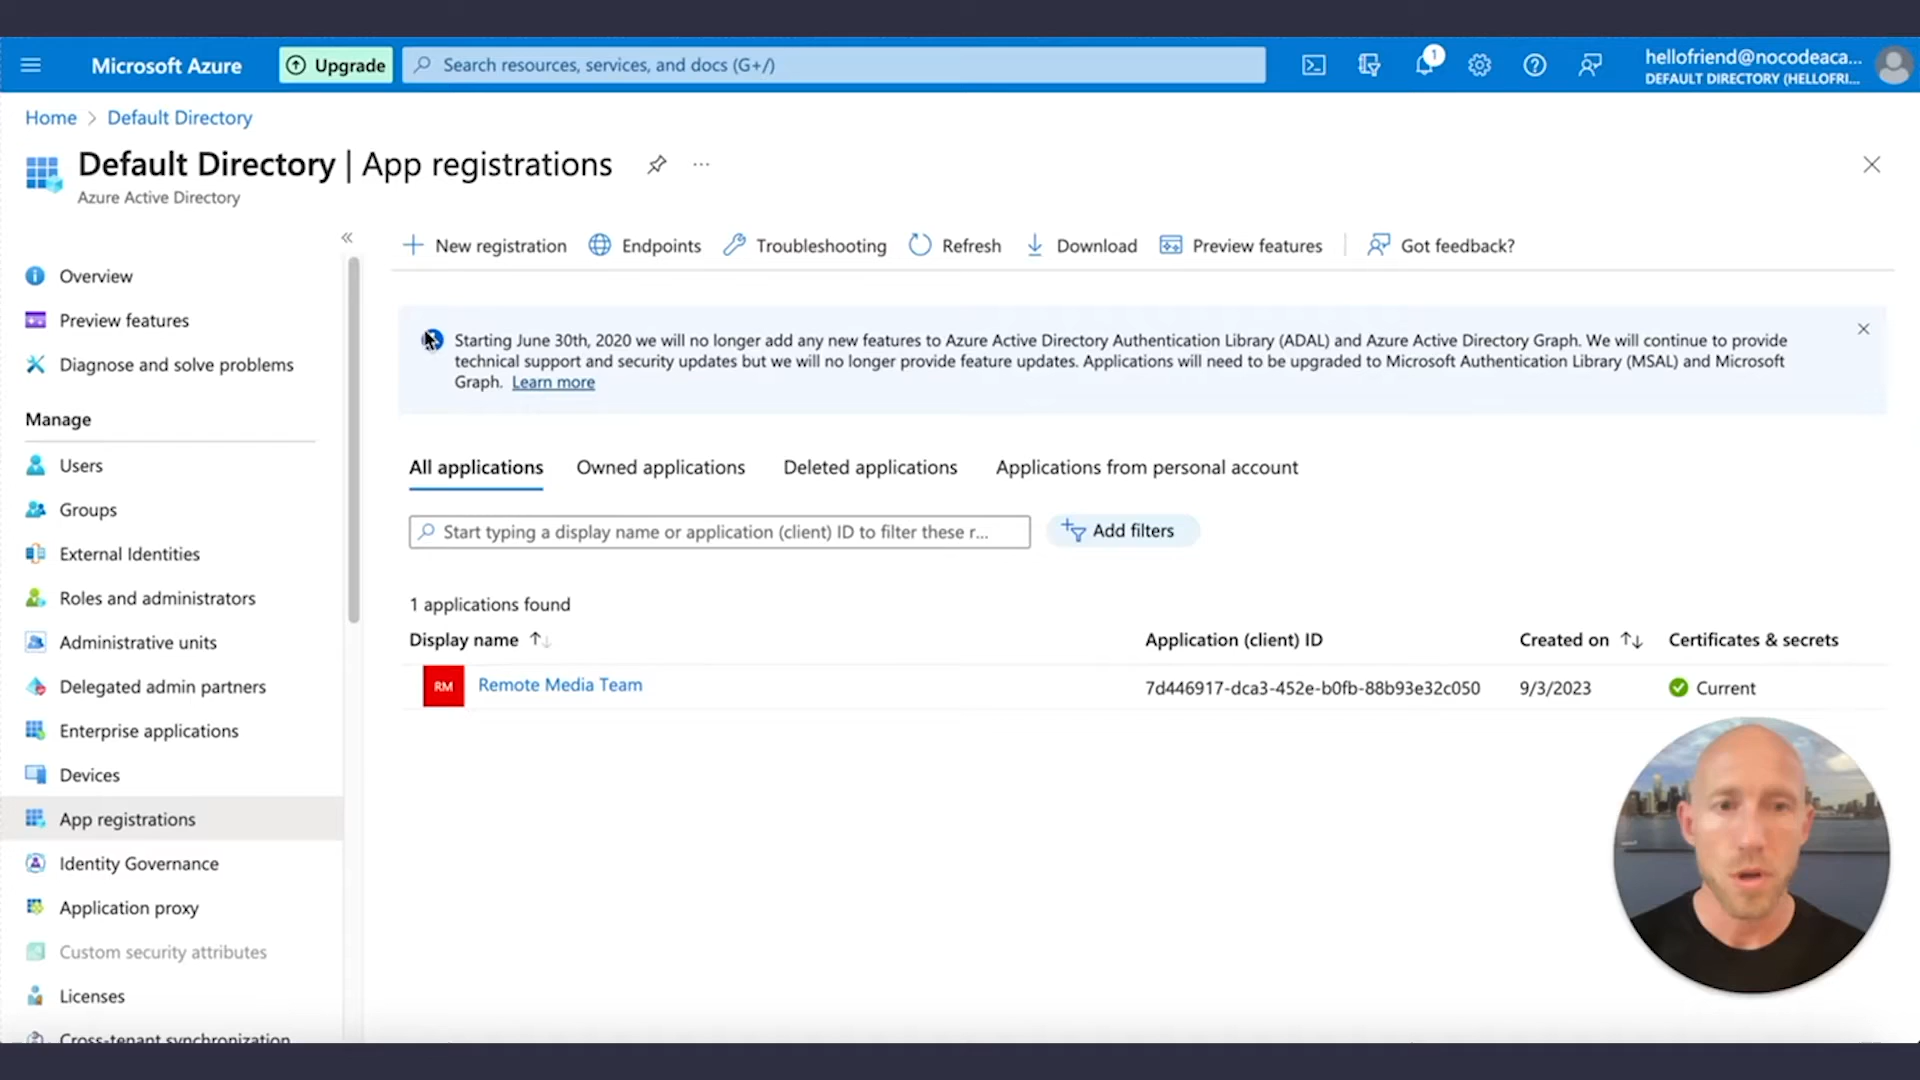 Microsoft Azure
Upgrade
Search resources, services, and docs (G+/)
1
hellofriend@nocodeaca...
DEFAULT DIRECTORY (HELLOFRI...
Home > Default Directory
Default Directory | App registrations
Azure Active Directory
Overview
Preview features
Diagnose and solve problems
Manage
Users
Groups
External Identities
Roles and administrators
Administrative units
Delegated admin partners
Enterprise applications
Devices
App registrations
Identity Governance
Application proxy
Custom security attributes
Licenses
Cross-tenant synchronization
New registration
Endpoints
Troubleshooting
Refresh
Download
Preview features
Got feedback?
Starting June 30th, 2020 we will no longer add any new features to Azure Active Directory Authentication Library (ADAL) and Azure Active Directory Graph. We will continue to provide
technical support and security updates but we will no longer provide feature updates. Applications will need to be upgraded to Microsoft Authentication Library (MSAL) and Microsoft
Graph. Learn more
All applications
Owned applications
Deleted applications
Applications from personal account
Start typing a display name or application (client) ID to filter these r...
Add filters
1 applications found
Display name
Application (client) ID
Created on
Certificates & secrets
RM
Remote Media Team
7d446917-dca3-452e-b0fb-88b93e32c050
9/3/2023
Current